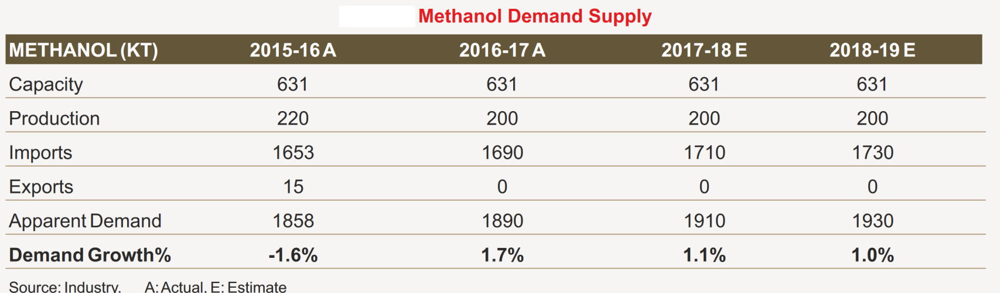 Methanol Demand Supply
METHANOL (KT) 2015-16 A 2016-17 A 2017-18 E 2018-19 E
Capacity 631 631 631 631
Production 220 200 200 200
Imports 1653 1690 1710 1730
Exports 15 0 0 0
Apparent Demand 1858 1890 1910 1930
Demand Growth% -1.6% 1.7% 1.1% 1.0%
Source: Industry. A: Actual, E: Estimate